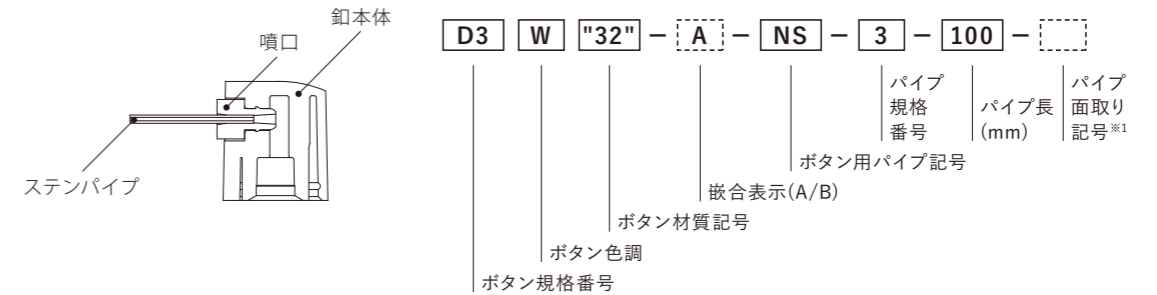 釦本体
噴口
ステンパイプ
D3 W "32" － A － NS － 3 － 100 －
パイプ
規格
番号
パイプ長
(mm)
パイプ
面取り
記号※1
ボタン用パイプ記号
嵌合表示(A/B)
ボタン材質記号
ボタン色調
ボタン規格番号